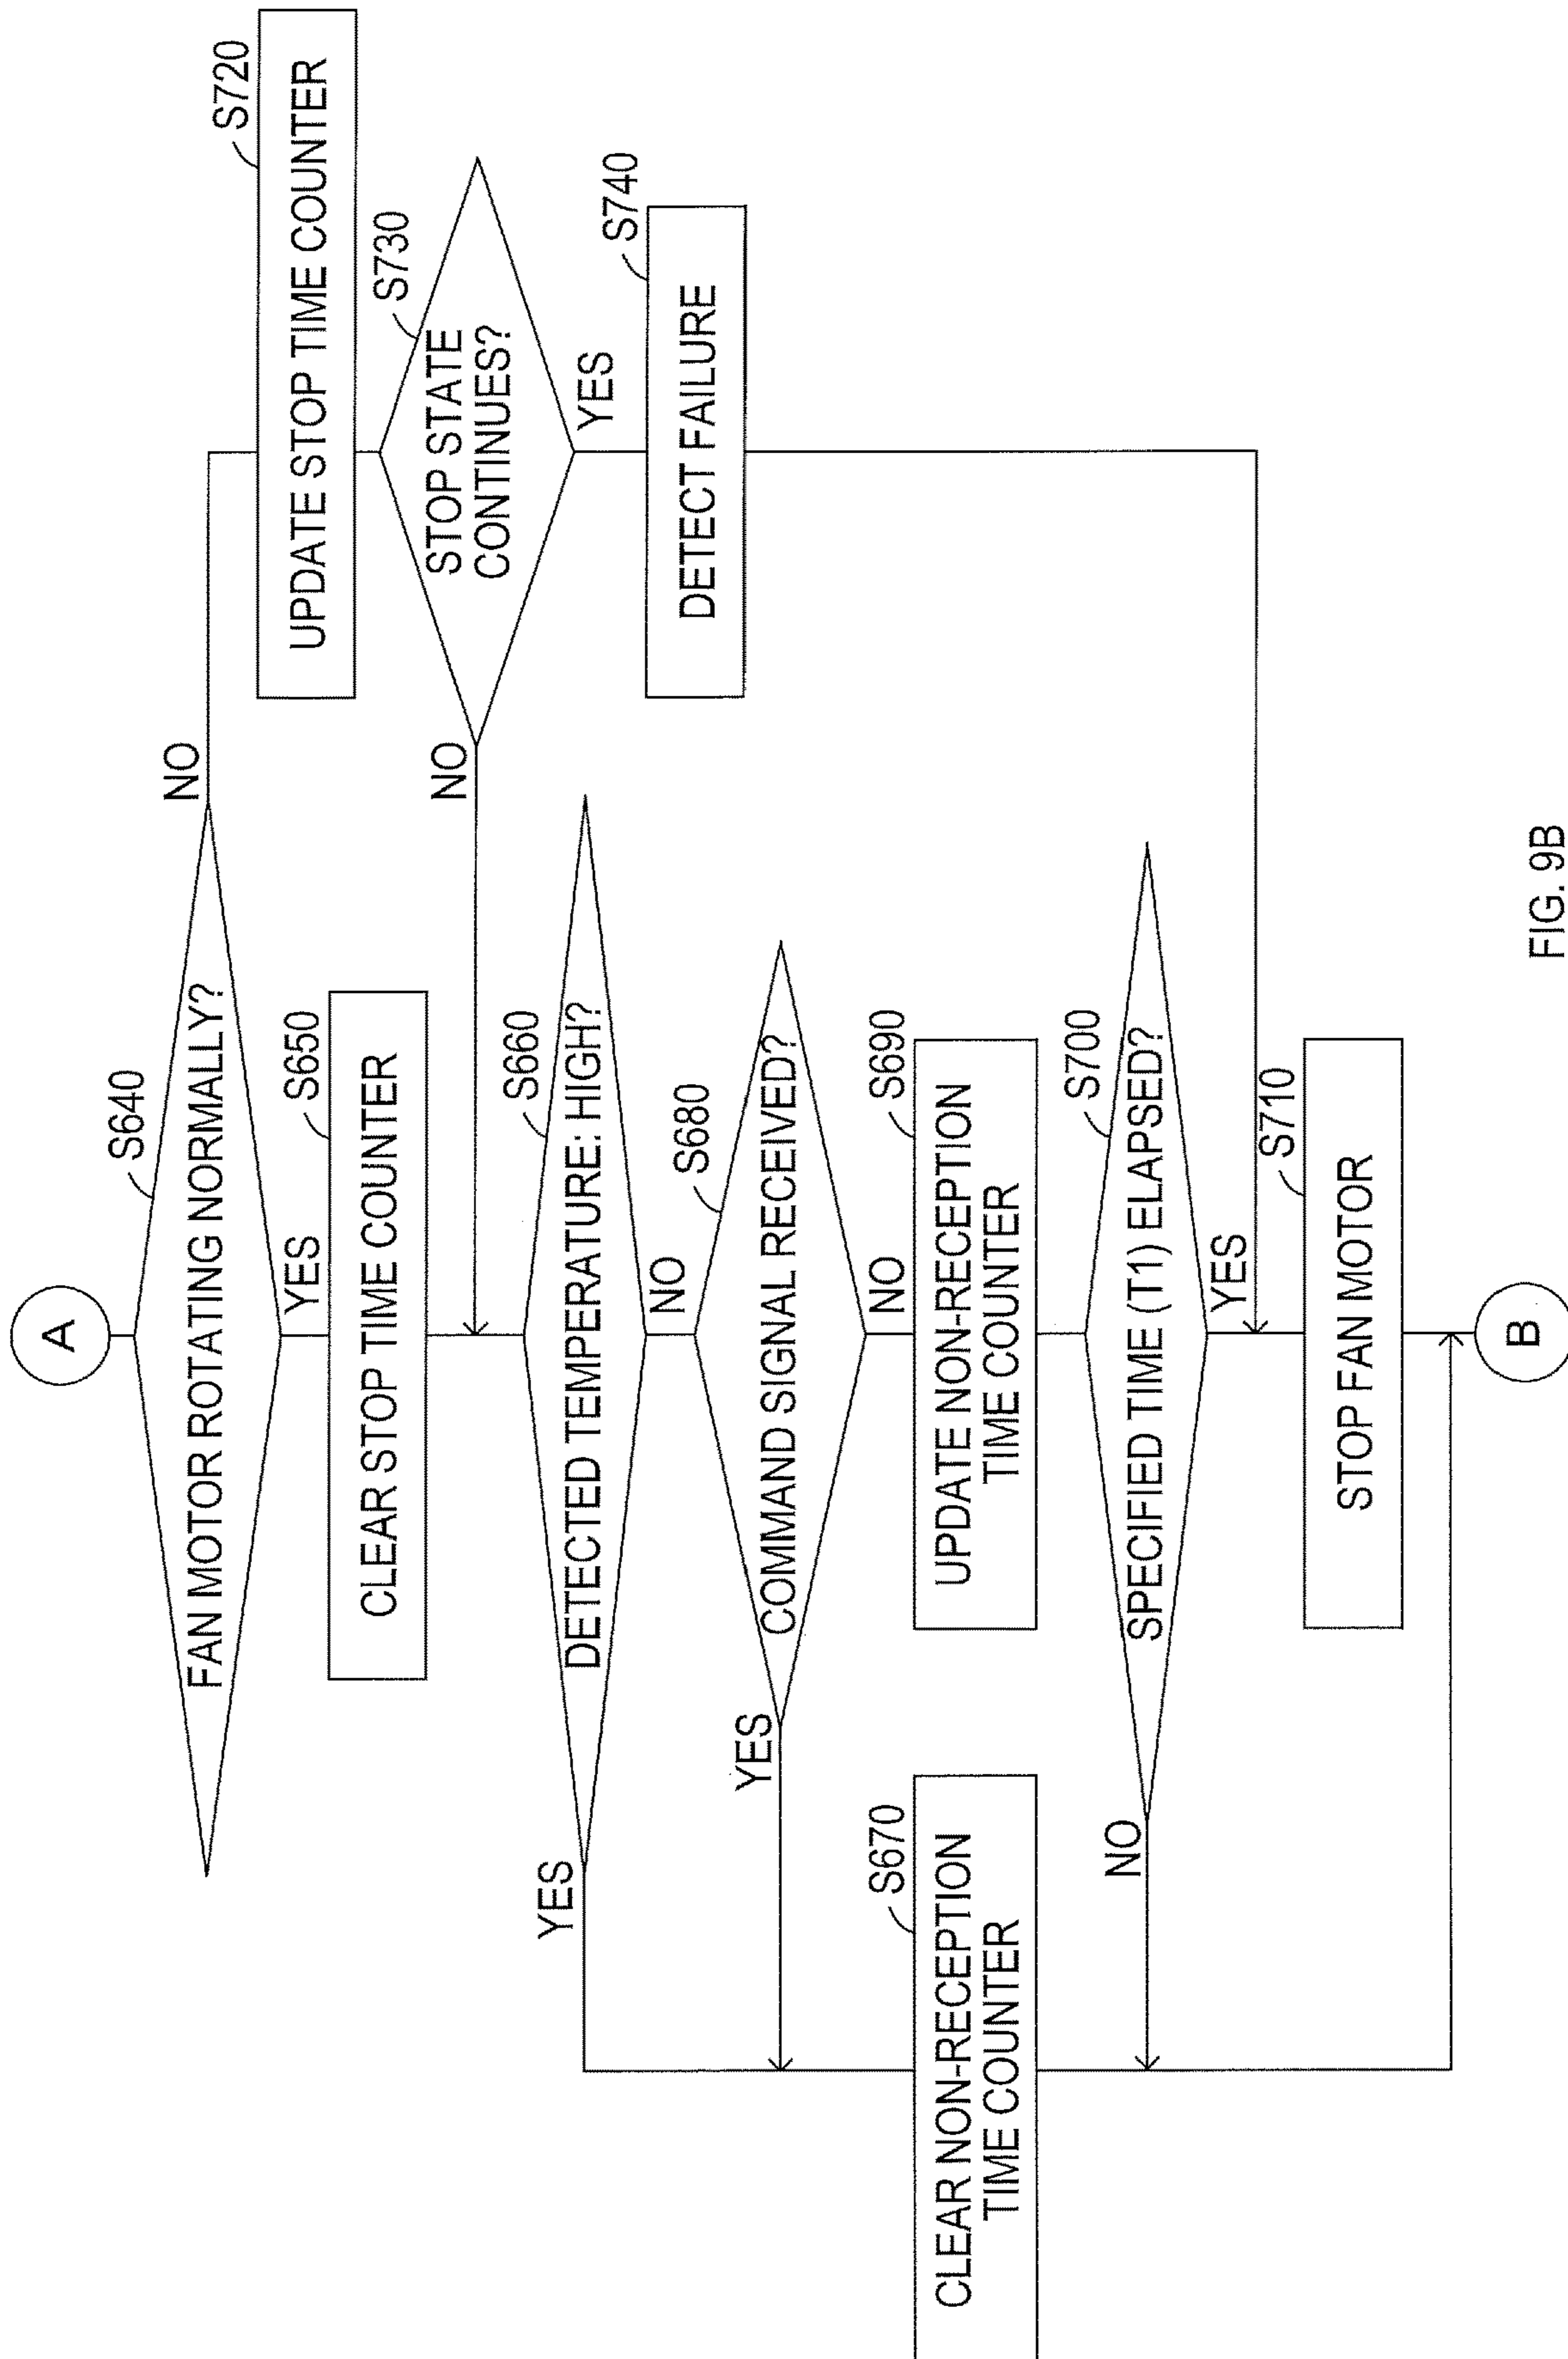 A
S640
FAN MOTOR ROTATING NORMALLY?
NO
YES
S720
UPDATE STOP TIME COUNTER
S650
CLEAR STOP TIME COUNTER
S730
STOP STATE
CONTINUES?
NO
YES
S660
DETECTED TEMPERATURE: HIGH?
YES
NO
S740
DETECT FAILURE
S680
COMMAND SIGNAL RECEIVED?
YES
NO
S670
CLEAR NON-RECEPTION
TIME COUNTER
S690
UPDATE NON-RECEPTION
TIME COUNTER
S700
SPECIFIED TIME (T1) ELAPSED?
NO
YES
S710
STOP FAN MOTOR
B
FIG. 9B